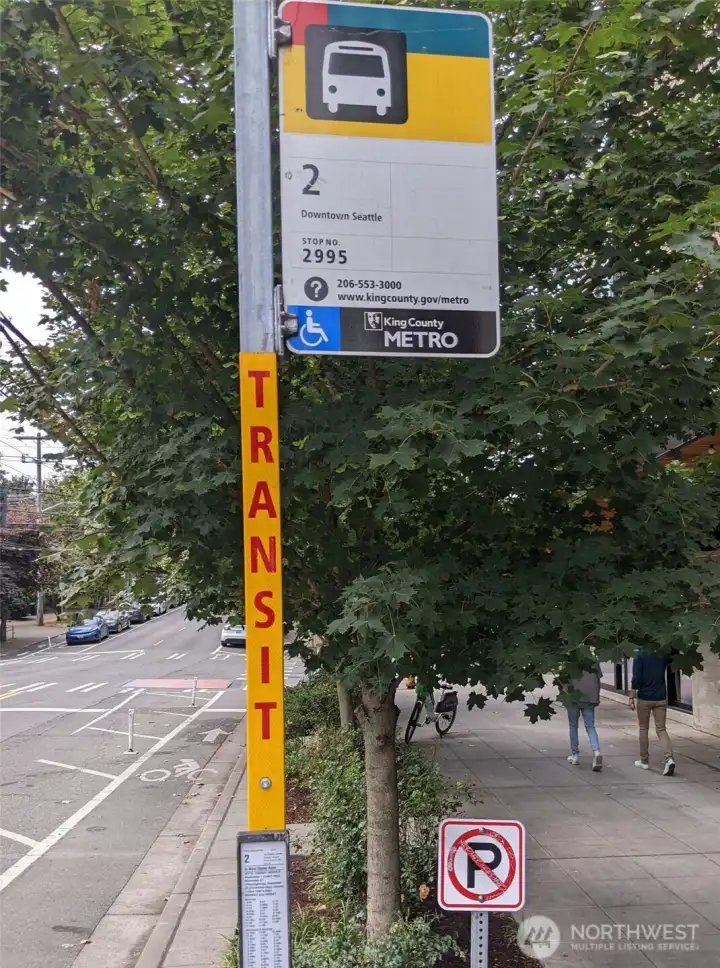 2
Downtown Seattle
STOP NO.
2995
? 206-553-3000
www.kingcounty.gov/metro
King County
METRO
TRANSIT
2
P
NORTHWEST
MULTIPLE LISTING SERVICE